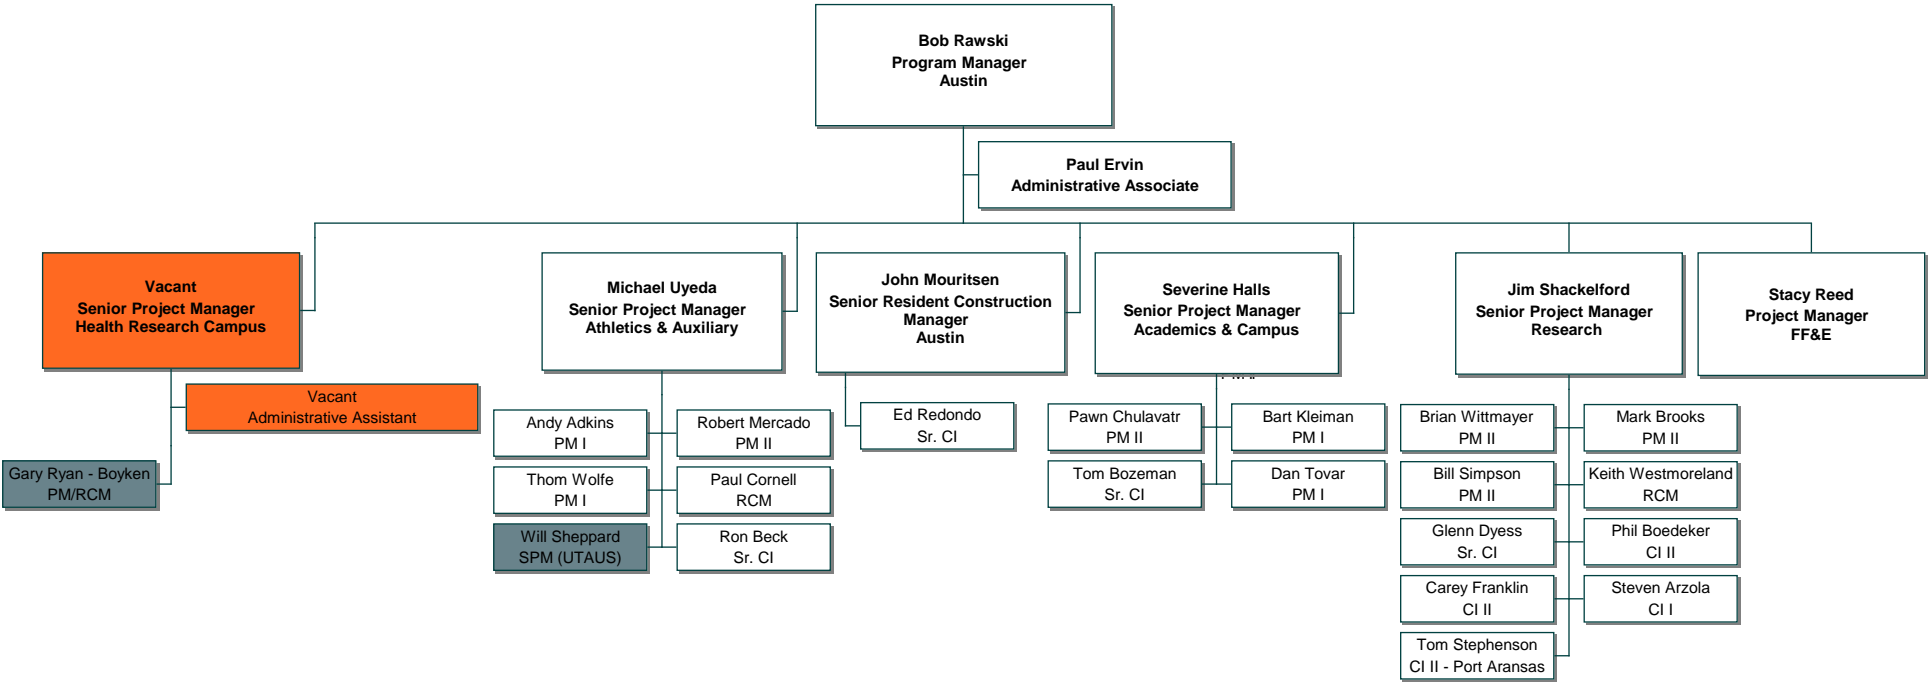 Bob Rawski
Program Manager
Austin
Paul Ervin
Administrative Associate
Vacant
Senior Project Manager
Health Research Campus
Michael Uyeda
Senior Project Manager
Athletics & Auxiliary
John Mouritsen
Senior Resident Construction
Manager
Austin
Severine Halls
Senior Project Manager
Academics & Campus
Jim Shackelford
Senior Project Manager
Research
Stacy Reed
Project Manager
FF&E
Vacant
Administrative Assistant
Gary Ryan - Boyken
PM/RCM
Andy Adkins
PM I
Robert Mercado
PM II
Thom Wolfe
PM I
Paul Cornell
RCM
Will Sheppard
SPM (UTAUS)
Ron Beck
Sr. CI
Ed Redondo
Sr. CI
Pawn Chulavatr
PM II
Bart Kleiman
PM I
Tom Bozeman
Sr. CI
Dan Tovar
PM I
Brian Wittmayer
PM II
Mark Brooks
PM II
Bill Simpson
PM II
Keith Westmoreland
RCM
Glenn Dyess
Sr. CI
Phil Boedeker
CI II
Carey Franklin
CI II
Steven Arzola
CI I
Tom Stephenson
CI II - Port Aransas